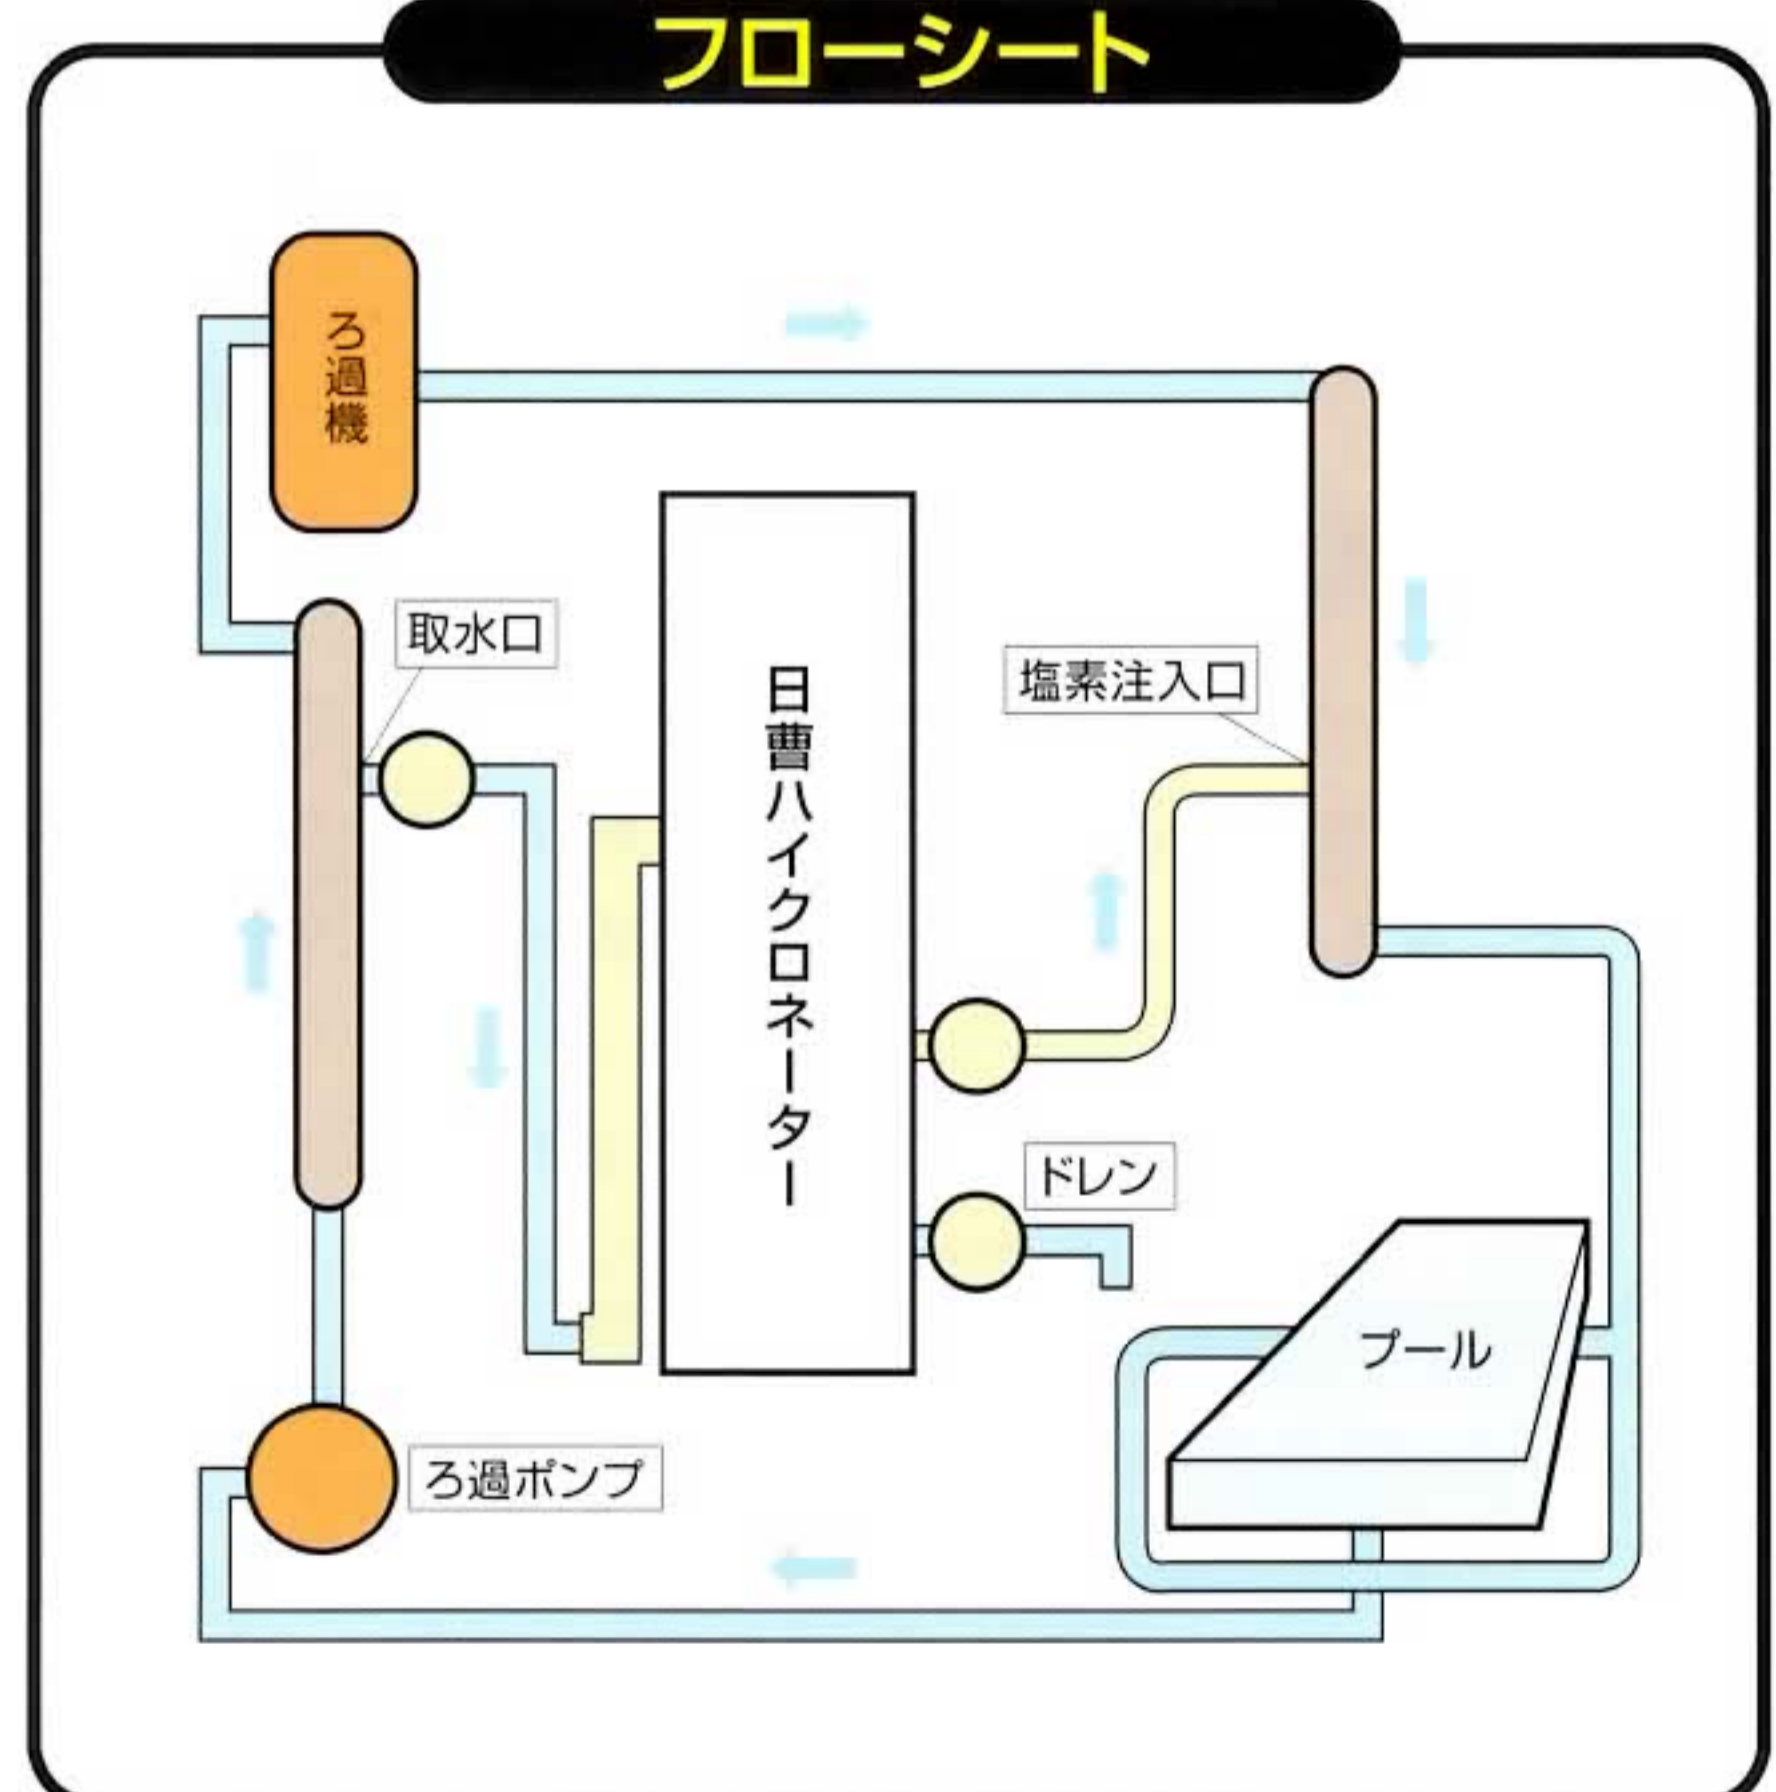 フローシート
ろ過機
取水口
日曹ハイクロネーター
塩素注入口
ドレン
プール
ろ過ポンプ